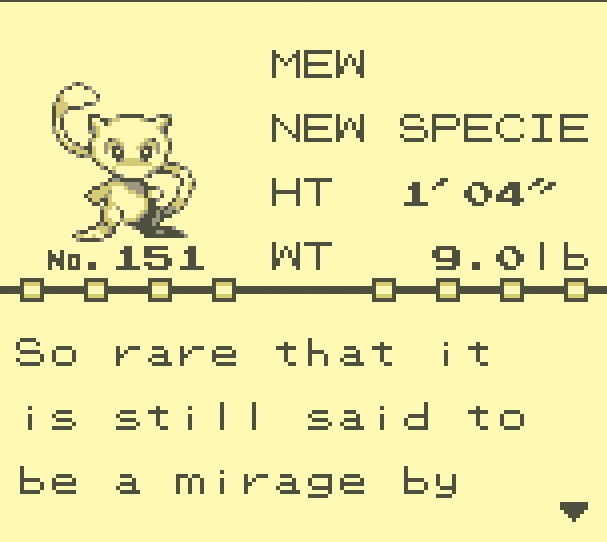 MEW
NEW SPECIE
HT 1′04″
WT 9.0lb
No.151
So rare that it
is still said to
be a mirage by